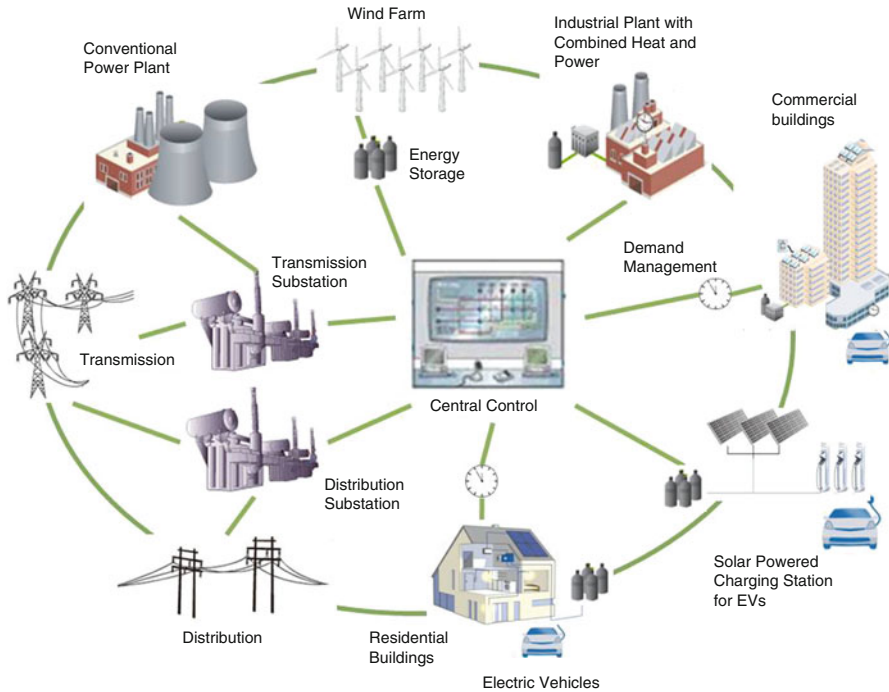 Wind Farm
Industrial Plant with
Combined Heat and
Power
Conventional
Power Plant
Commercial
buildings
Energy
Storage
Transmission
Substation
Demand
Management
Transmission
Central Control
Distribution
Substation
Solar Powered
Charging Station
for EVs
Distribution
Residential
Buildings
Electric Vehicles